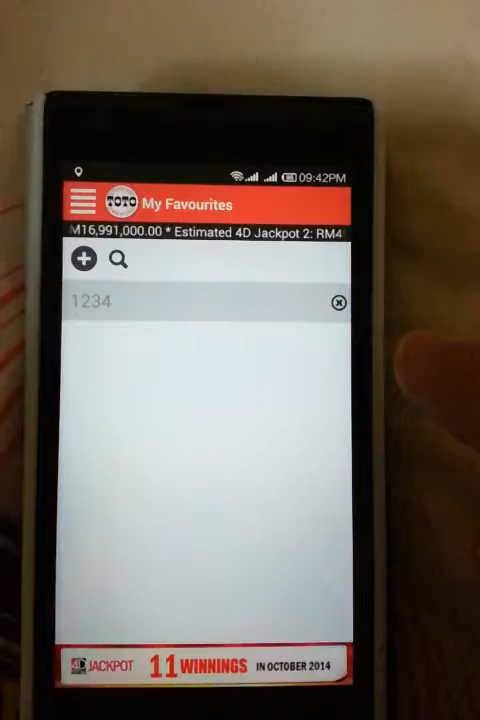 09:42PM
TOTO My Favourites
M16,991,000.00 * Estimated 4D Jackpot 2: RM4
1234
4D JACKPOT 11 WINNINGS IN OCTOBER 2014